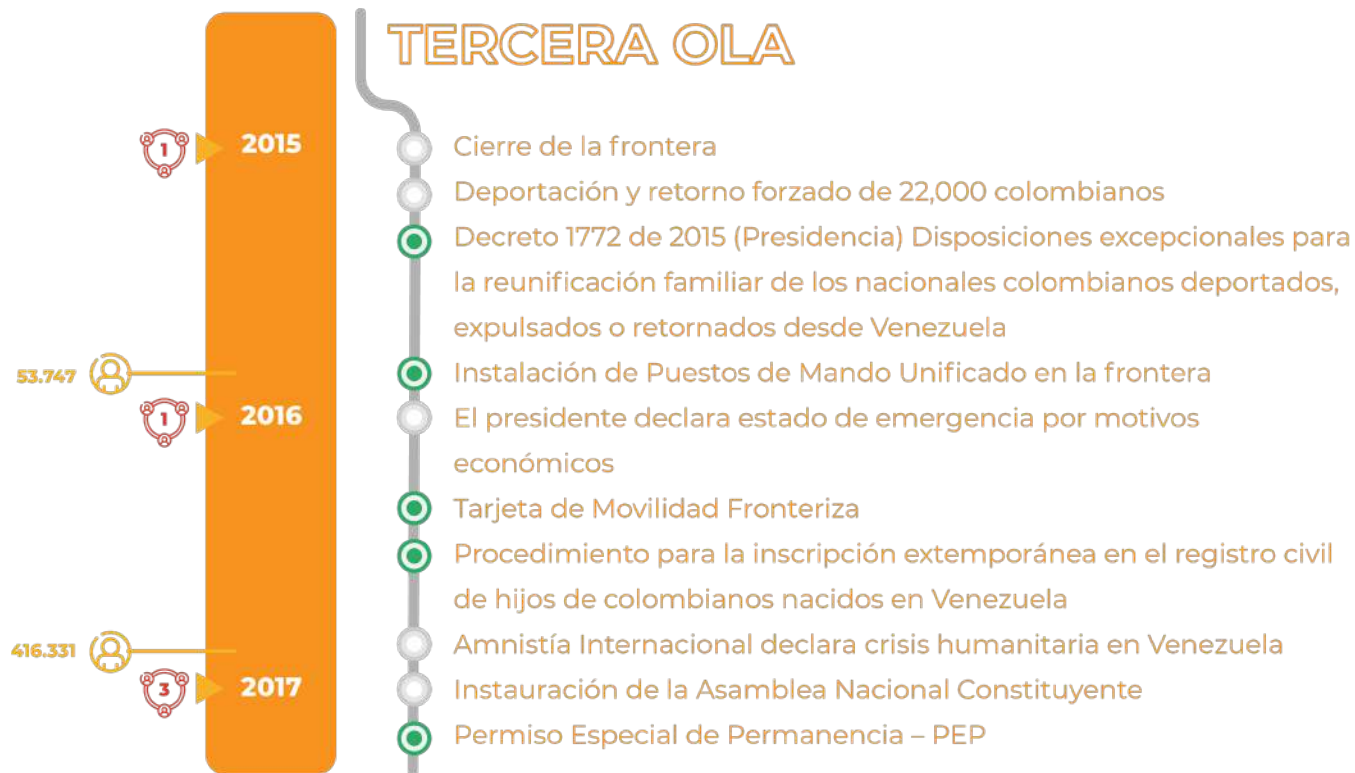 TERCERA OLA
1
2015
Cierre de la frontera
Deportación y retorno forzado de 22,000 colombianos
Decreto 1772 de 2015 (Presidencia) Disposiciones excepcionales para
la reunificación familiar de los nacionales colombianos deportados,
expulsados o retornados desde Venezuela
53.747
Instalación de Puestos de Mando Unificado en la frontera
1
2016
El presidente declara estado de emergencia por motivos
económicos
Tarjeta de Movilidad Fronteriza
Procedimiento para la inscripción extemporánea en el registro civil
de hijos de colombianos nacidos en Venezuela
416.331
Amnistía Internacional declara crisis humanitaria en Venezuela
3
2017
Instauración de la Asamblea Nacional Constituyente
Permiso Especial de Permanencia – PEP